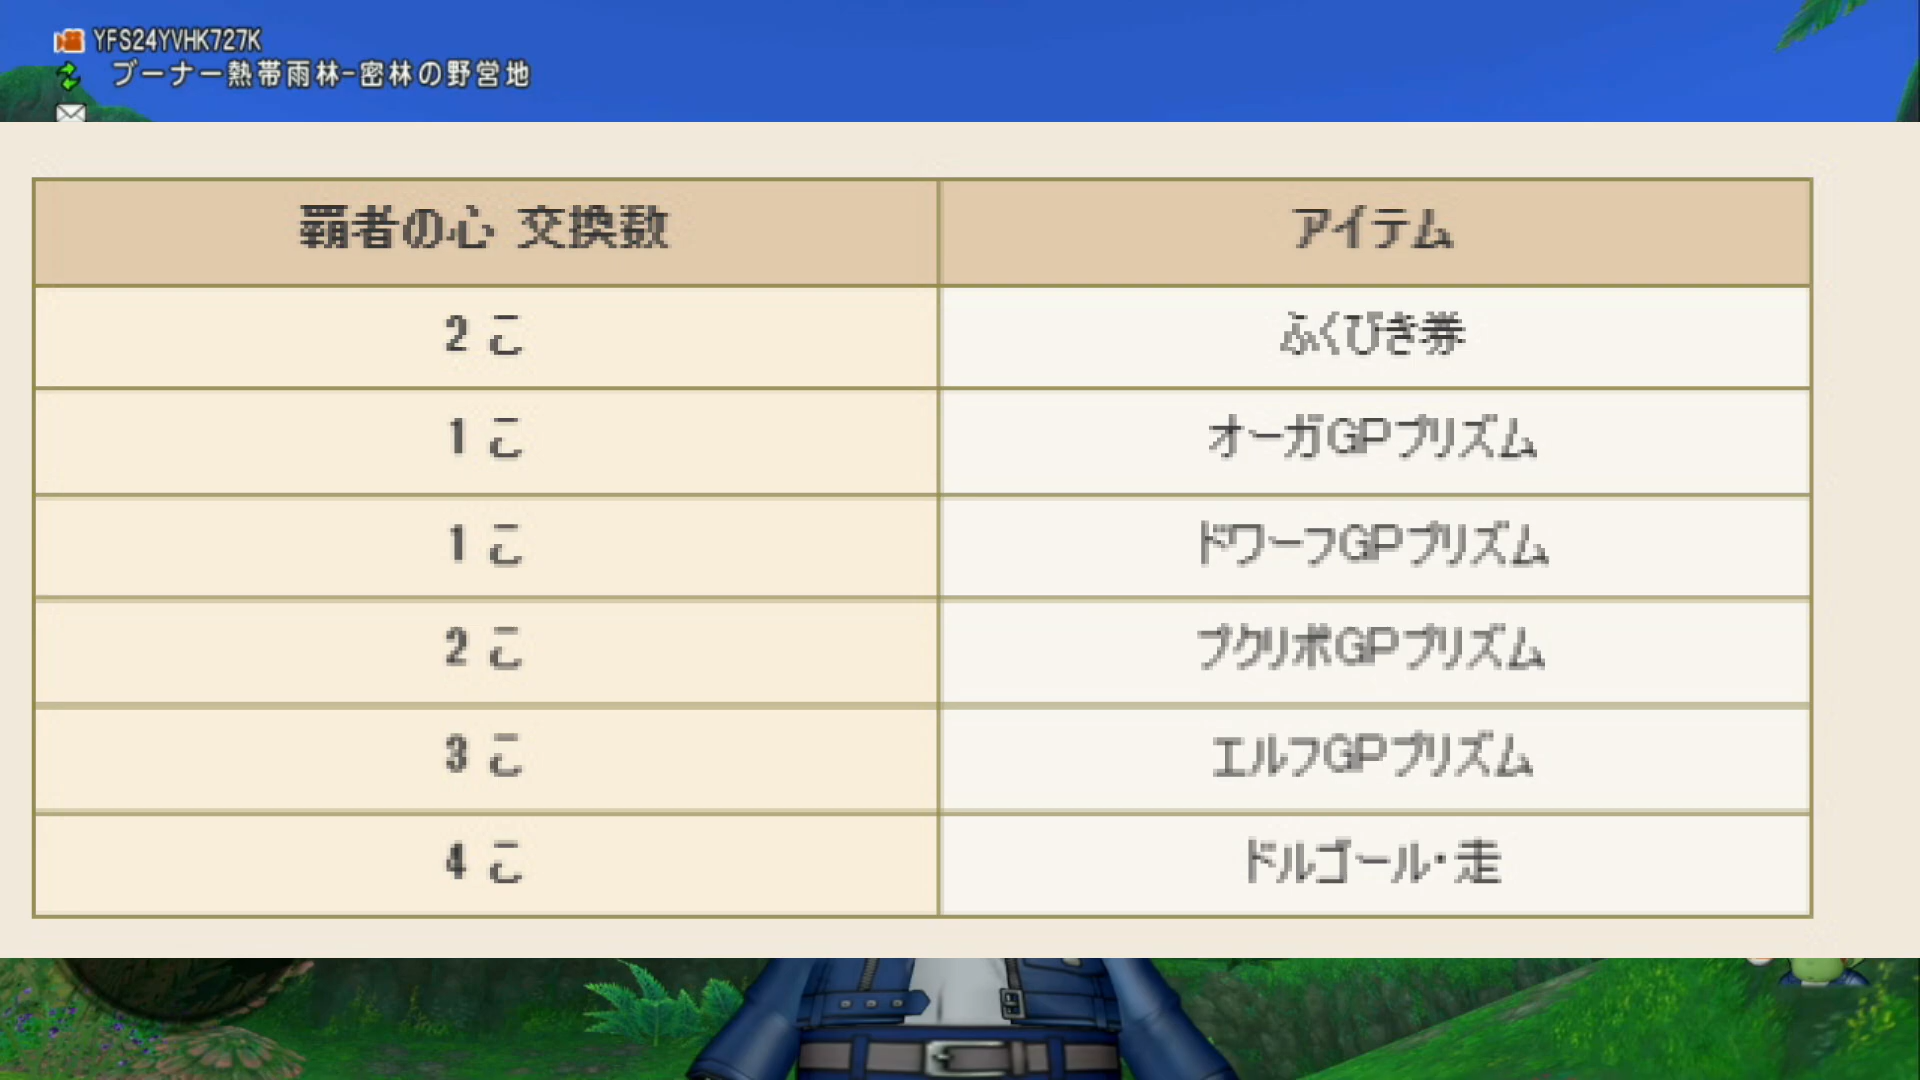 YFS24YVHK727K
ブーナー熱帯雨林-密林の野営地
覇者の心 交換数 アイテム
2 こ ふくびき券
1 こ オーガGPプリズム
1 こ ドワーフGPプリズム
2 こ プクリポGPプリズム
3 こ エルフGPプリズム
4 こ ドルゴール・走